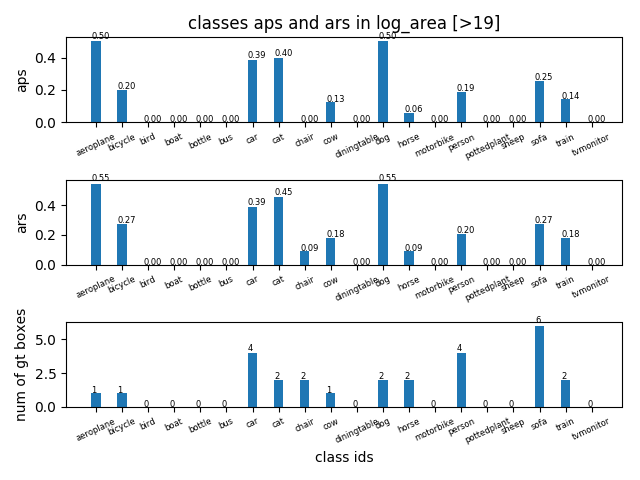 classes aps and ars in log_area [>19]
aps
0.4
0.2
0.0
0.50
0.20
0.00
0.00
0.00
0.00
0.39
0.40
0.00
0.13
0.00
0.50
0.06
0.00
0.19
0.00
0.00
0.25
0.14
0.00
aeroplane
bicycle
bird
boat
bottle
bus
car
cat
chair
cow
diningtable
dog
horse
motorbike
person
pottedplant
sheep
sofa
train
tvmonitor
ars
0.4
0.2
0.0
0.55
0.27
0.00
0.00
0.00
0.00
0.39
0.45
0.09
0.18
0.00
0.55
0.09
0.00
0.20
0.00
0.00
0.27
0.18
0.00
aeroplane
bicycle
bird
boat
bottle
bus
car
cat
chair
cow
diningtable
dog
horse
motorbike
person
pottedplant
sheep
sofa
train
tvmonitor
num of gt boxes
5.0
2.5
0.0
1
1
0
0
0
0
4
2
2
1
0
2
2
0
4
0
0
6
2
0
aeroplane
bicycle
bird
boat
bottle
bus
car
cat
chair
cow
diningtable
dog
horse
motorbike
person
pottedplant
sheep
sofa
train
tvmonitor
class ids